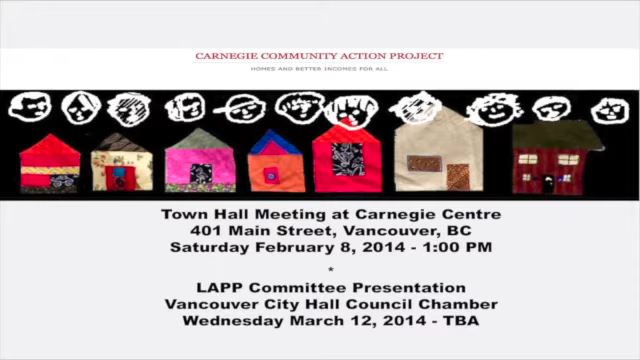 CARNEGIE COMMUNITY ACTION PROJECT
HOMES AND BETTER INCOMES FOR ALL
Town Hall Meeting at Carnegie Centre
401 Main Street, Vancouver, BC
Saturday February 8, 2014 - 1:00 PM
*
LAPP Committee Presentation
Vancouver City Hall Council Chamber
Wednesday March 12, 2014 - TBA